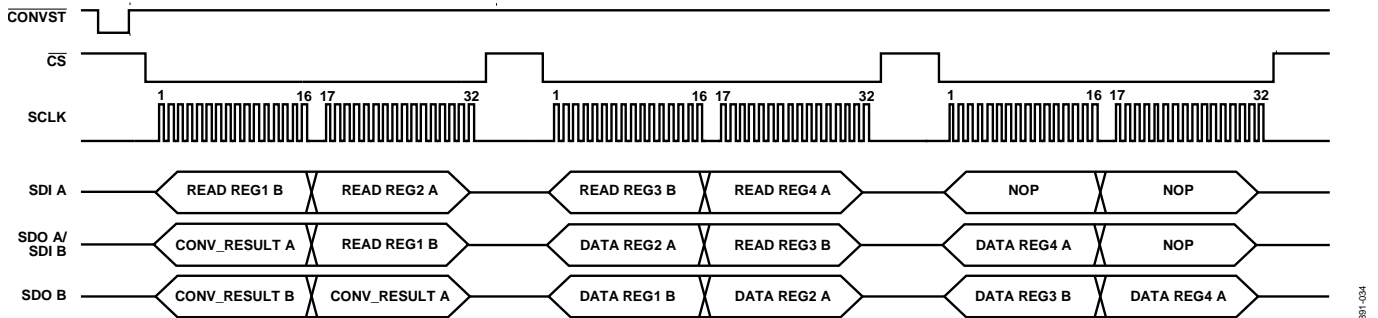 CONVST
CS
1 16 17 32 1 16 17 32 1 16 17 32
SCLK
SDI A READ REG1 B READ REG2 A READ REG3 B READ REG4 A NOP NOP
SDO A/
SDI B CONV_RESULT A READ REG1 B DATA REG2 A READ REG3 B DATA REG4 A NOP
SDO B CONV_RESULT B CONV_RESULT A DATA REG1 B DATA REG2 A DATA REG3 B DATA REG4 A
391-034